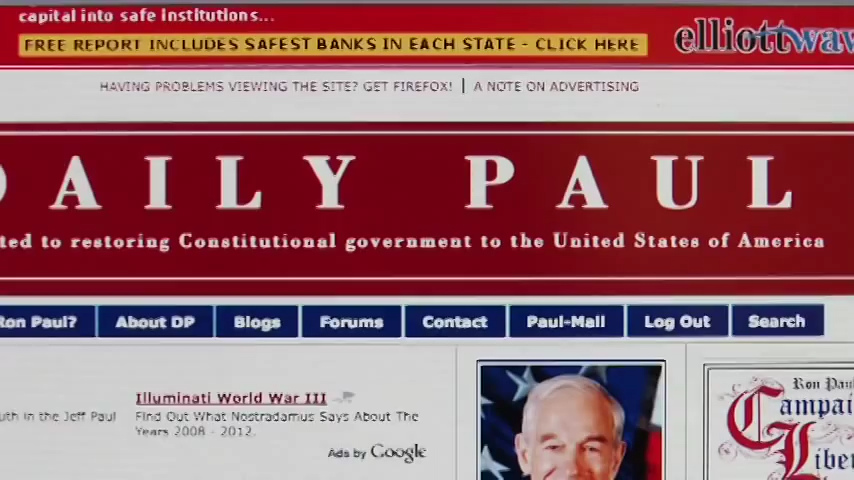 capital into safe institutions...
FREE REPORT INCLUDES SAFEST BANKS IN EACH STATE - CLICK HERE
elliottwav
HAVING PROBLEMS VIEWING THE SITE? GET FIREFOX! | A NOTE ON ADVERTISING
DAILY PAUL
ted to restoring Constitutional government to the United States of America
Ron Paul? About DP Blogs Forums Contact Paul-Mail Log Out Search
Illuminati World War III
uth in the Jeff Paul
Find Out What Nostradamus Says About The
Years 2008 - 2012.
Ads by Google
Ron Paul
Campai
Liber